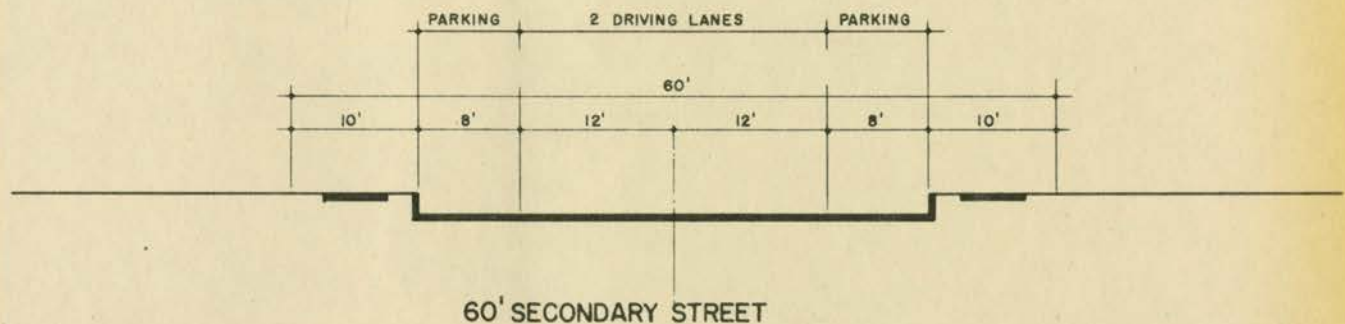 PARKING 2 DRIVING LANES PARKING
60'
10' 8' 12' 12' 8' 10'
60' SECONDARY STREET